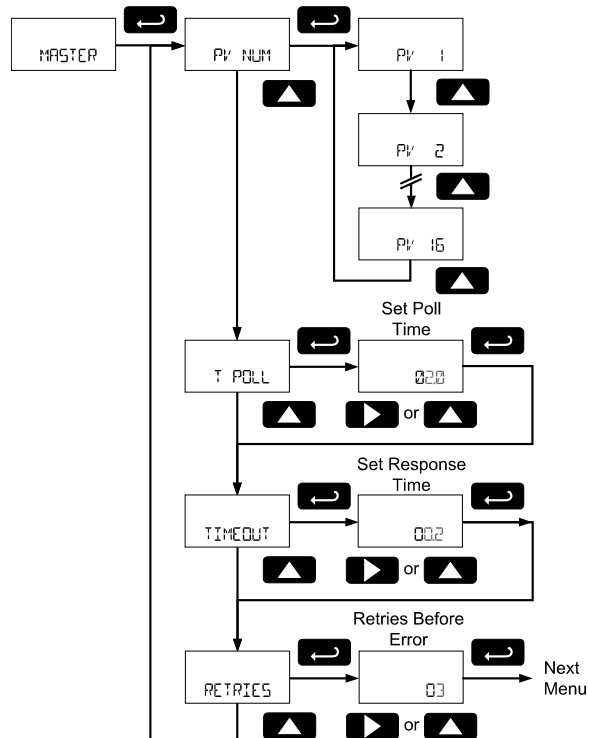 MASTER
PV NUM
PV 1
PV 2
PV 16
Set Poll
Time
T POLL
02.0
or
Set Response
Time
TIMEOUT
00.2
or
Retries Before
Error
RETRIES
03
Next
Menu
or